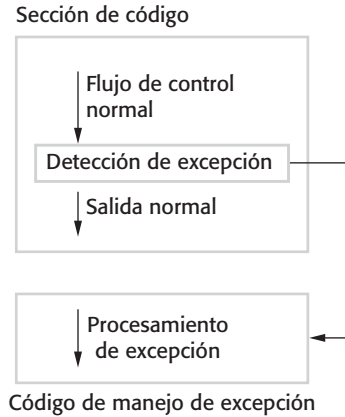 Sección de código
Flujo de control
normal
Detección de excepción
Salida normal
Procesamiento
de excepción
Código de manejo de excepción